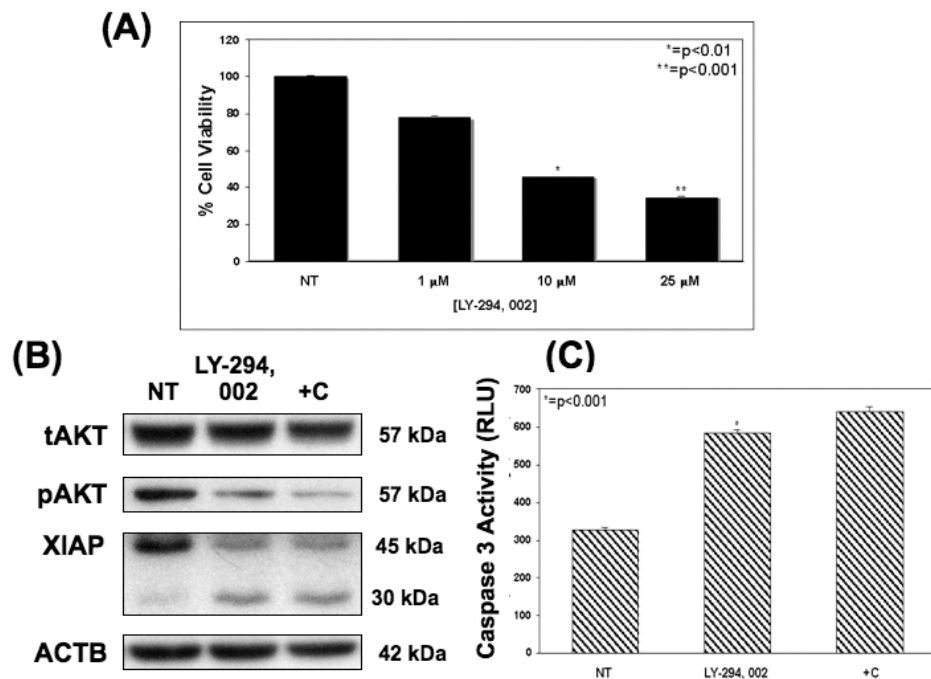 (A)
*=p<0.01
**=p<0.001
% Cell Viability
120
100
80
60
40
20
0
*
**
NT
1 µM
10 µM
25 µM
[LY-294, 002]
(B)
NT
LY-294,
002
+C
tAKT
57 kDa
pAKT
57 kDa
XIAP
45 kDa
30 kDa
ACTB
42 kDa
(C)
*=p<0.001
Caspase 3 Activity (RLU)
700
600
500
400
300
200
100
0
*
NT
LY-294, 002
+C